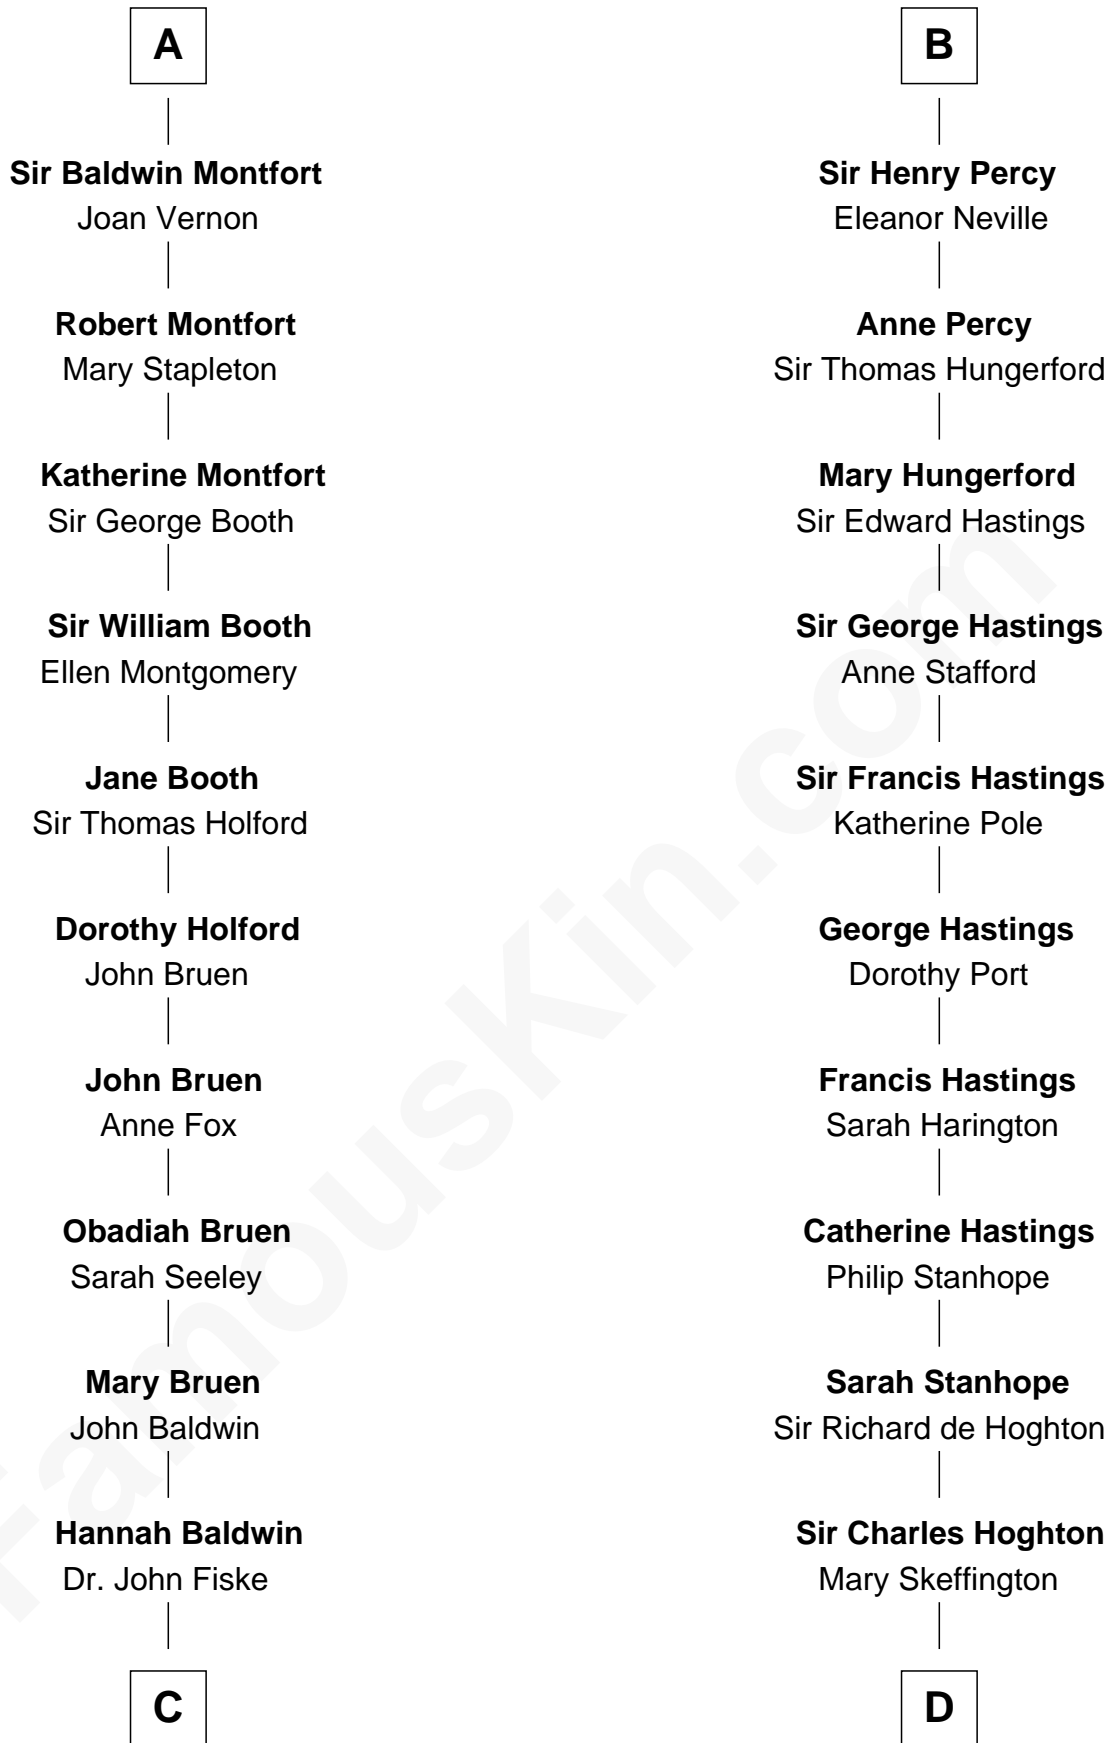 A
Sir Baldwin Montfort
Joan Vernon
Robert Montfort
Mary Stapleton
Katherine Montfort
Sir George Booth
Sir William Booth
Ellen Montgomery
Jane Booth
Sir Thomas Holford
Dorothy Holford
John Bruen
John Bruen
Anne Fox
Obadiah Bruen
Sarah Seeley
Mary Bruen
John Baldwin
Hannah Baldwin
Dr. John Fiske
C
B
Sir Henry Percy
Eleanor Neville
Anne Percy
Sir Thomas Hungerford
Mary Hungerford
Sir Edward Hastings
Sir George Hastings
Anne Stafford
Sir Francis Hastings
Katherine Pole
George Hastings
Dorothy Port
Francis Hastings
Sarah Harington
Catherine Hastings
Philip Stanhope
Sarah Stanhope
Sir Richard de Hoghton
Sir Charles Hoghton
Mary Skeffington
D
FamousKin.com